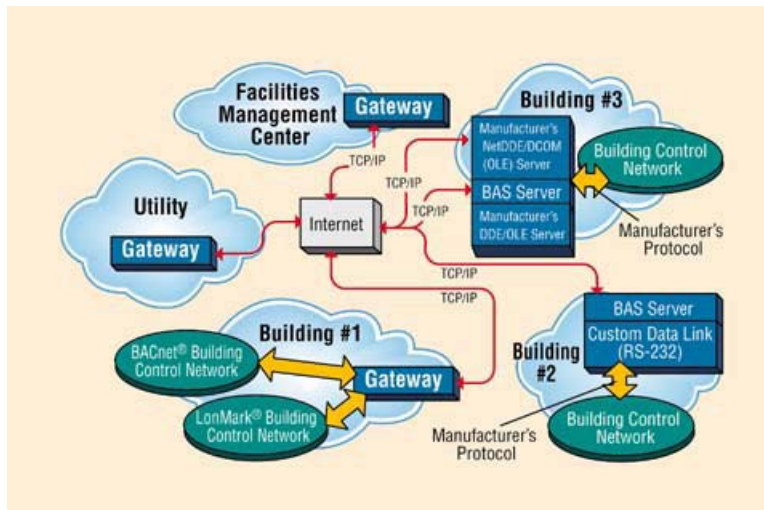 Facilities
Management
Center
Gateway
TCP/IP
Building #3
Manufacturer's
NetDDE/DCOM
(OLE) Server
BAS Server
Manufacturer's
DDE/OLE Server
Building Control
Network
Manufacturer's
Protocol
TCP/IP
TCP/IP
Utility
Gateway
Internet
TCP/IP
TCP/IP
Building #1
BACnet® Building
Control Network
LonMark® Building
Control Network
Gateway
BAS Server
Custom Data Link
(RS-232)
Building
#2
Manufacturer's
Protocol
Building Control
Network